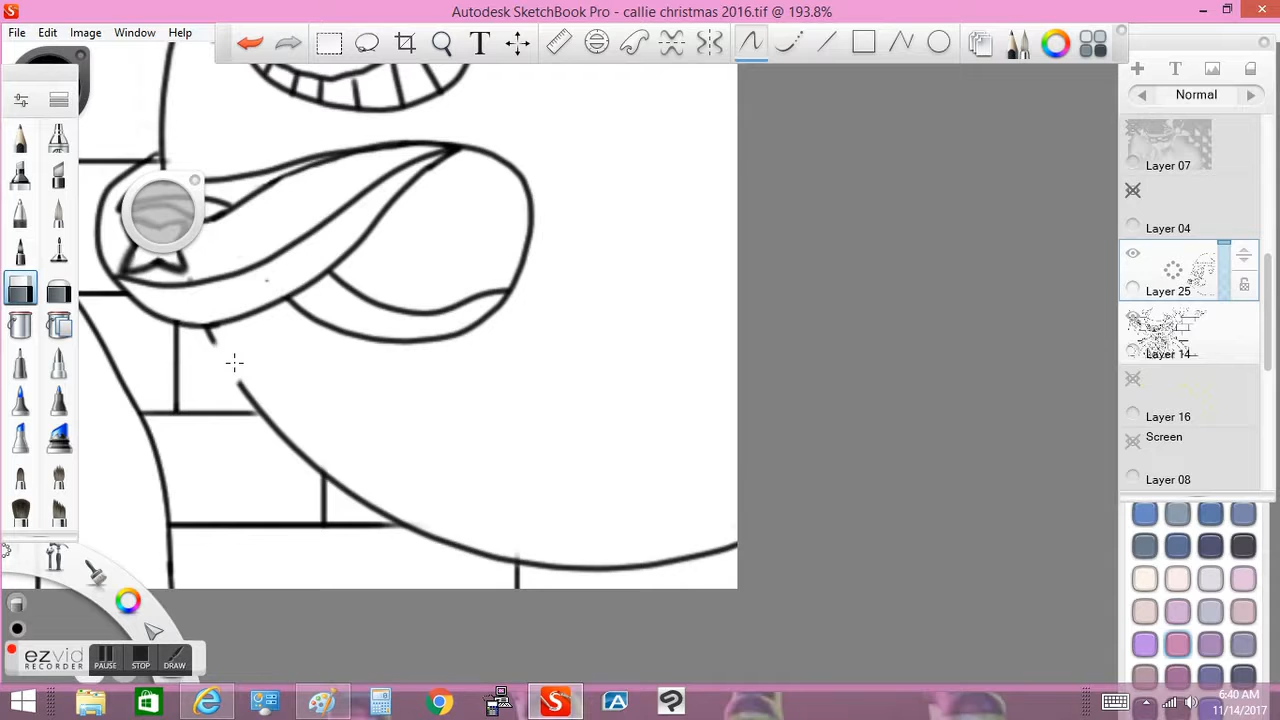 Autodesk SketchBook Pro - callie christmas 2016.tif @ 193.8%
File Edit Image Window Help
Normal
Layer 07
Layer 04
Layer 25
Layer 14
Layer 16
Screen
Layer 08
ezvid
RECORDER
PAUSE STOP DRAW
6:40 AM
11/14/2017